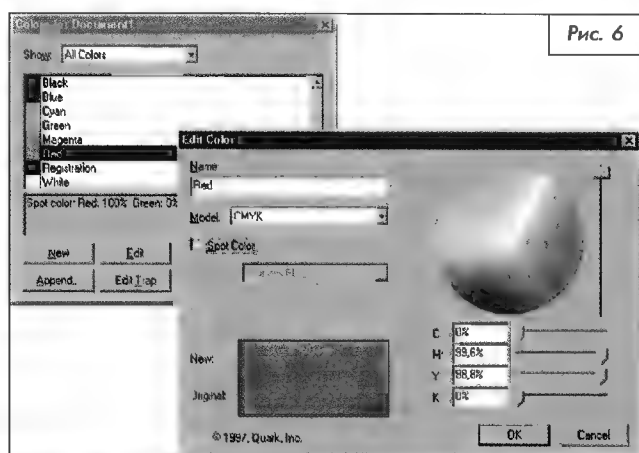 Рис. 6
Document1
Show: All Colors
Black
Blue
Cyan
Green
Magenta
Red
Registration
White
Spot color: Red: 100% Green: 0%
New
Edit
Append..
Edit Trap
Edit Color
Name
Red
Model: CMYK
Spot Color
New:
C 0%
M 99,6%
Y 98,8%
K 0%
© 1997, Quark, Inc.
OK
Cancel